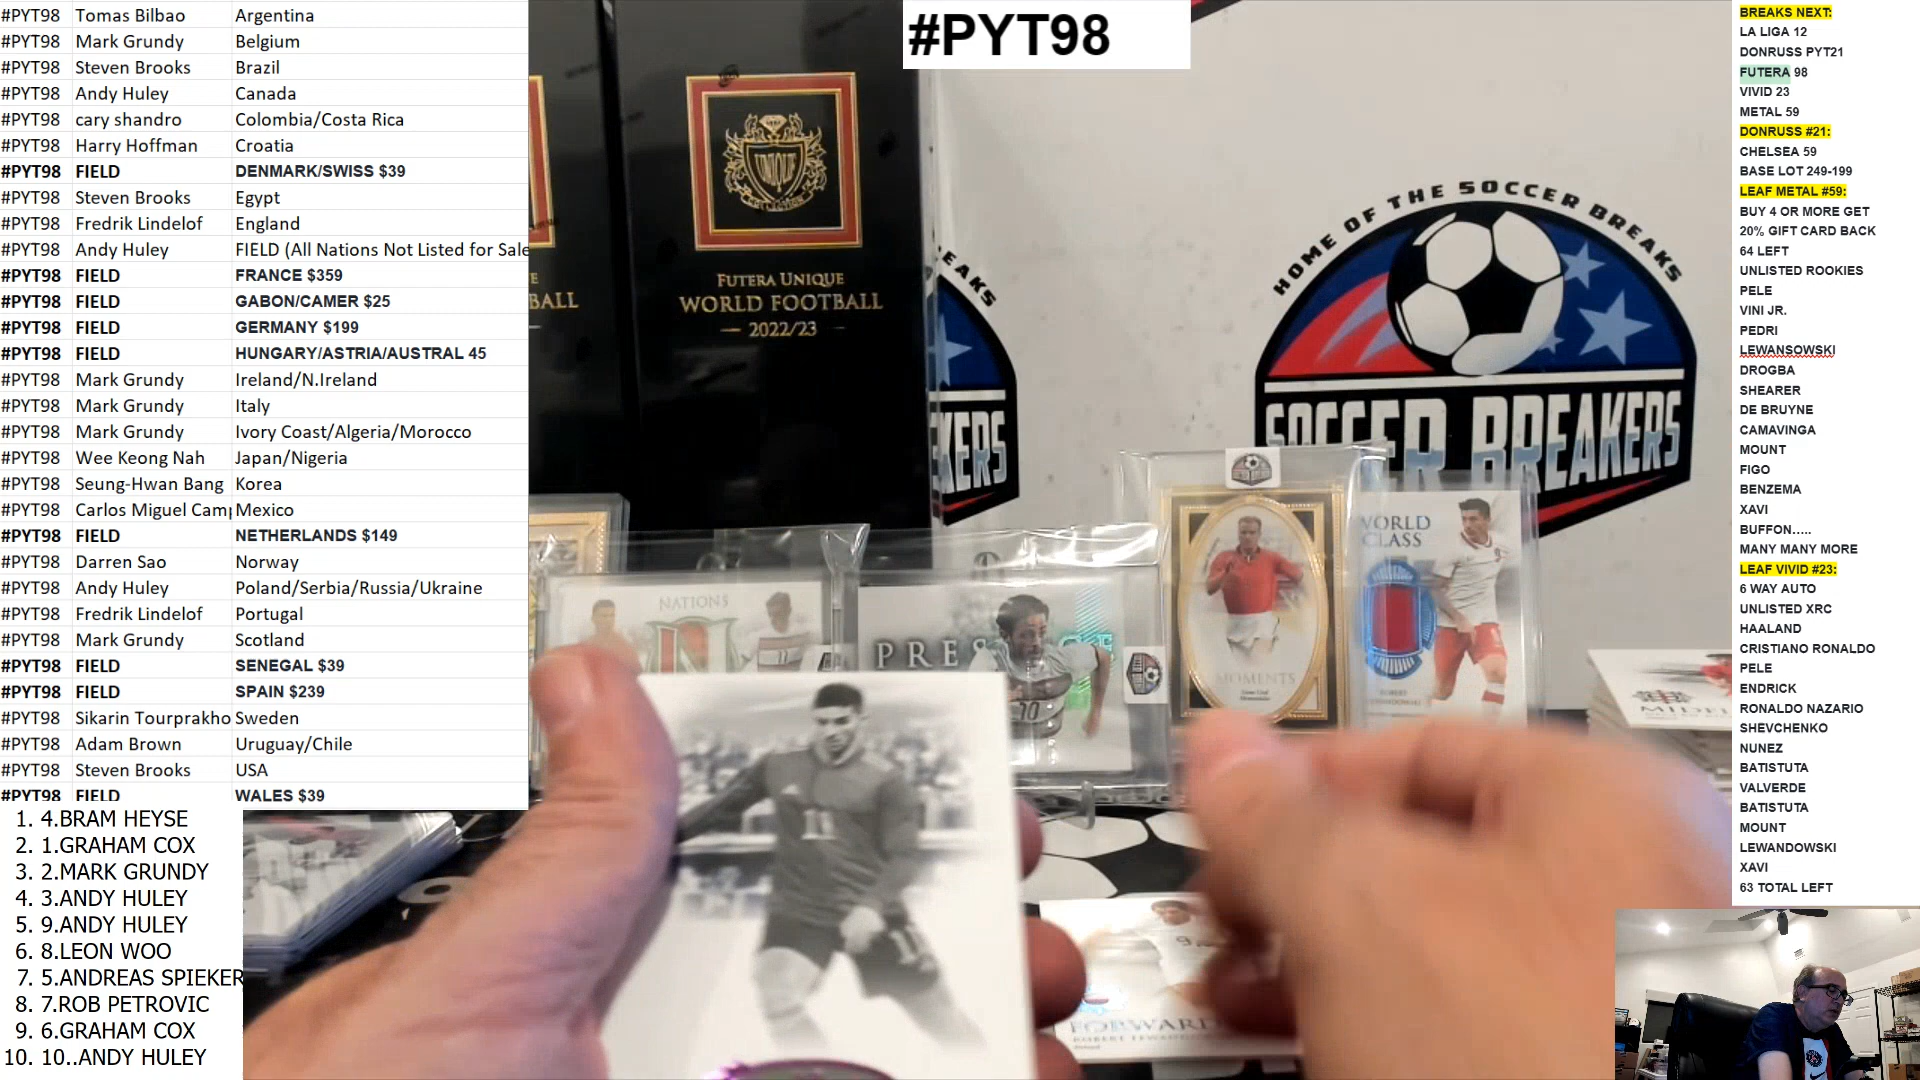 #PYT98 Tomas Bilbao Argentina
#PYT98 Mark Grundy Belgium
#PYT98 Steven Brooks Brazil
#PYT98 Andy Huley Canada
#PYT98 cary shandro Colombia/Costa Rica
#PYT98 Harry Hoffman Croatia
#PYT98 FIELD DENMARK/SWISS $39
#PYT98 Steven Brooks Egypt
#PYT98 Fredrik Lindelof England
#PYT98 Andy Huley FIELD (All Nations Not Listed for Sale
#PYT98 FIELD FRANCE $359
#PYT98 FIELD GABON/CAMER $25
#PYT98 FIELD GERMANY $199
#PYT98 FIELD HUNGARY/ASTRIA/AUSTRAL 45
#PYT98 Mark Grundy Ireland/N.Ireland
#PYT98 Mark Grundy Italy
#PYT98 Mark Grundy Ivory Coast/Algeria/Morocco
#PYT98 Wee Keong Nah Japan/Nigeria
#PYT98 Seung-Hwan Bang Korea
#PYT98 Carlos Miguel Mexico
#PYT98 FIELD NETHERLANDS $149
#PYT98 Darren Sao Norway
#PYT98 Andy Huley Poland/Serbia/Russia/Ukraine
#PYT98 Fredrik Lindelof Portugal
#PYT98 Mark Grundy Scotland
#PYT98 FIELD SENEGAL $39
#PYT98 FIELD SPAIN $239
#PYT98 Sikarin Tourprakho Sweden
#PYT98 Adam Brown Uruguay/Chile
#PYT98 Steven Brooks USA
#PYT98 FIELD WALES $39
1. 4.BRAM HEYSE
2. 1.GRAHAM COX
3. 2.MARK GRUNDY
4. 3.ANDY HULEY
5. 9.ANDY HULEY
6. 8.LEON WOO
7. 5.ANDREAS SPIEKER
8. 7.ROB PETROVIC
9. 6.GRAHAM COX
10. 10..ANDY HULEY
#PYT98
UNIQUE
COLLECTION
FUTERA UNIQUE
WORLD FOOTBALL
2022/23
BALL
EAKS
KERS
HOME OF THE SOCCER BREAKS
SOCCER BREAKERS
NATIONS
N
PRES
10
MOMENTS
WORLD
CLASS
ROBERT
11
9
FORWARD
MIDFI
BREAKS NEXT:
LA LIGA 12
DONRUSS PYT21
FUTERA 98
VIVID 23
METAL 59
DONRUSS #21:
CHELSEA 59
BASE LOT 249-199
LEAF METAL #59:
BUY 4 OR MORE GET
20% GIFT CARD BACK
64 LEFT
UNLISTED ROOKIES
PELE
VINI JR.
PEDRI
LEWANSOWSKI
DROGBA
SHEARER
DE BRUYNE
CAMAVINGA
MOUNT
FIGO
BENZEMA
XAVI
BUFFON.....
MANY MANY MORE
LEAF VIVID #23:
6 WAY AUTO
UNLISTED XRC
HAALAND
CRISTIANO RONALDO
PELE
ENDRICK
RONALDO NAZARIO
SHEVCHENKO
NUNEZ
BATISTUTA
VALVERDE
BATISTUTA
MOUNT
LEWANDOWSKI
XAVI
63 TOTAL LEFT